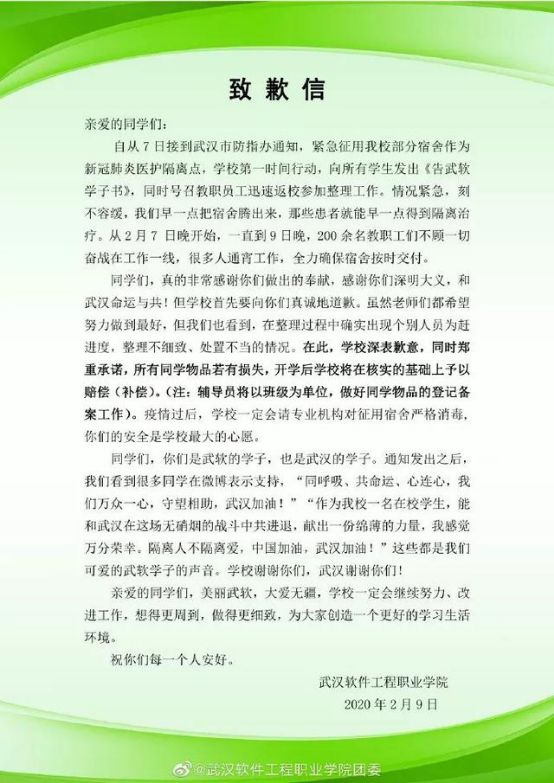 致 歉 信
亲爱的同学们：
自从 7 日接到武汉市防指办通知，紧急征用我校部分宿舍作为
新冠肺炎医护隔离点，学校第一时间行动，向所有学生发出《告武软
学子书》，同时号召教职员工迅速返校参加整理工作。情况紧急，刻
不容缓，我们早一点把宿舍腾出来，那些患者就能早一点得到隔离治
疗。从 2 月 7 日晚开始，一直到 9 日晚，200 余名教职工们不顾一切
奋战在工作一线，很多人通宵工作，全力确保宿舍按时交付。
同学们，真的非常感谢你们做出的奉献，感谢你们深明大义，和
武汉命运与共！但学校首先要向你们真诚地道歉。虽然老师们都希望
努力做到最好，但我们也看到，在整理过程中确实出现个别人员为赶
进度，整理不细致、处置不当的情况。在此，学校深表歉意，同时郑
重承诺，所有同学物品若有损失，开学后学校将在核实的基础上予以
赔偿（补偿）。（注：辅导员将以班级为单位，做好同学物品的登记备
案工作）。疫情过后，学校一定会请专业机构对征用宿舍严格消毒，
你们的安全是学校最大的心愿。
同学们，你们是武软的学子，也是武汉的学子。通知发出之后，
我们看到很多同学在微博表示支持，“同呼吸、共命运、心连心，我
们万众一心，守望相助，武汉加油！”“作为我校一名在校学生，能
和武汉在这场无硝烟的战斗中共进退，献出一份绵薄的力量，我感觉
万分荣幸。隔离人不隔离爱，中国加油，武汉加油！”这些都是我们
可爱的武软学子的声音。学校谢谢你们，武汉谢谢你们！
亲爱的同学们，美丽武软，大爱无疆，学校一定会继续努力、改
进工作，想得更周到，做得更细致，为大家创造一个更好的学习生活
环境。
祝你们每一个人安好。
武汉软件工程职业学院
2020 年 2 月 9 日
@武汉软件工程职业学院团委